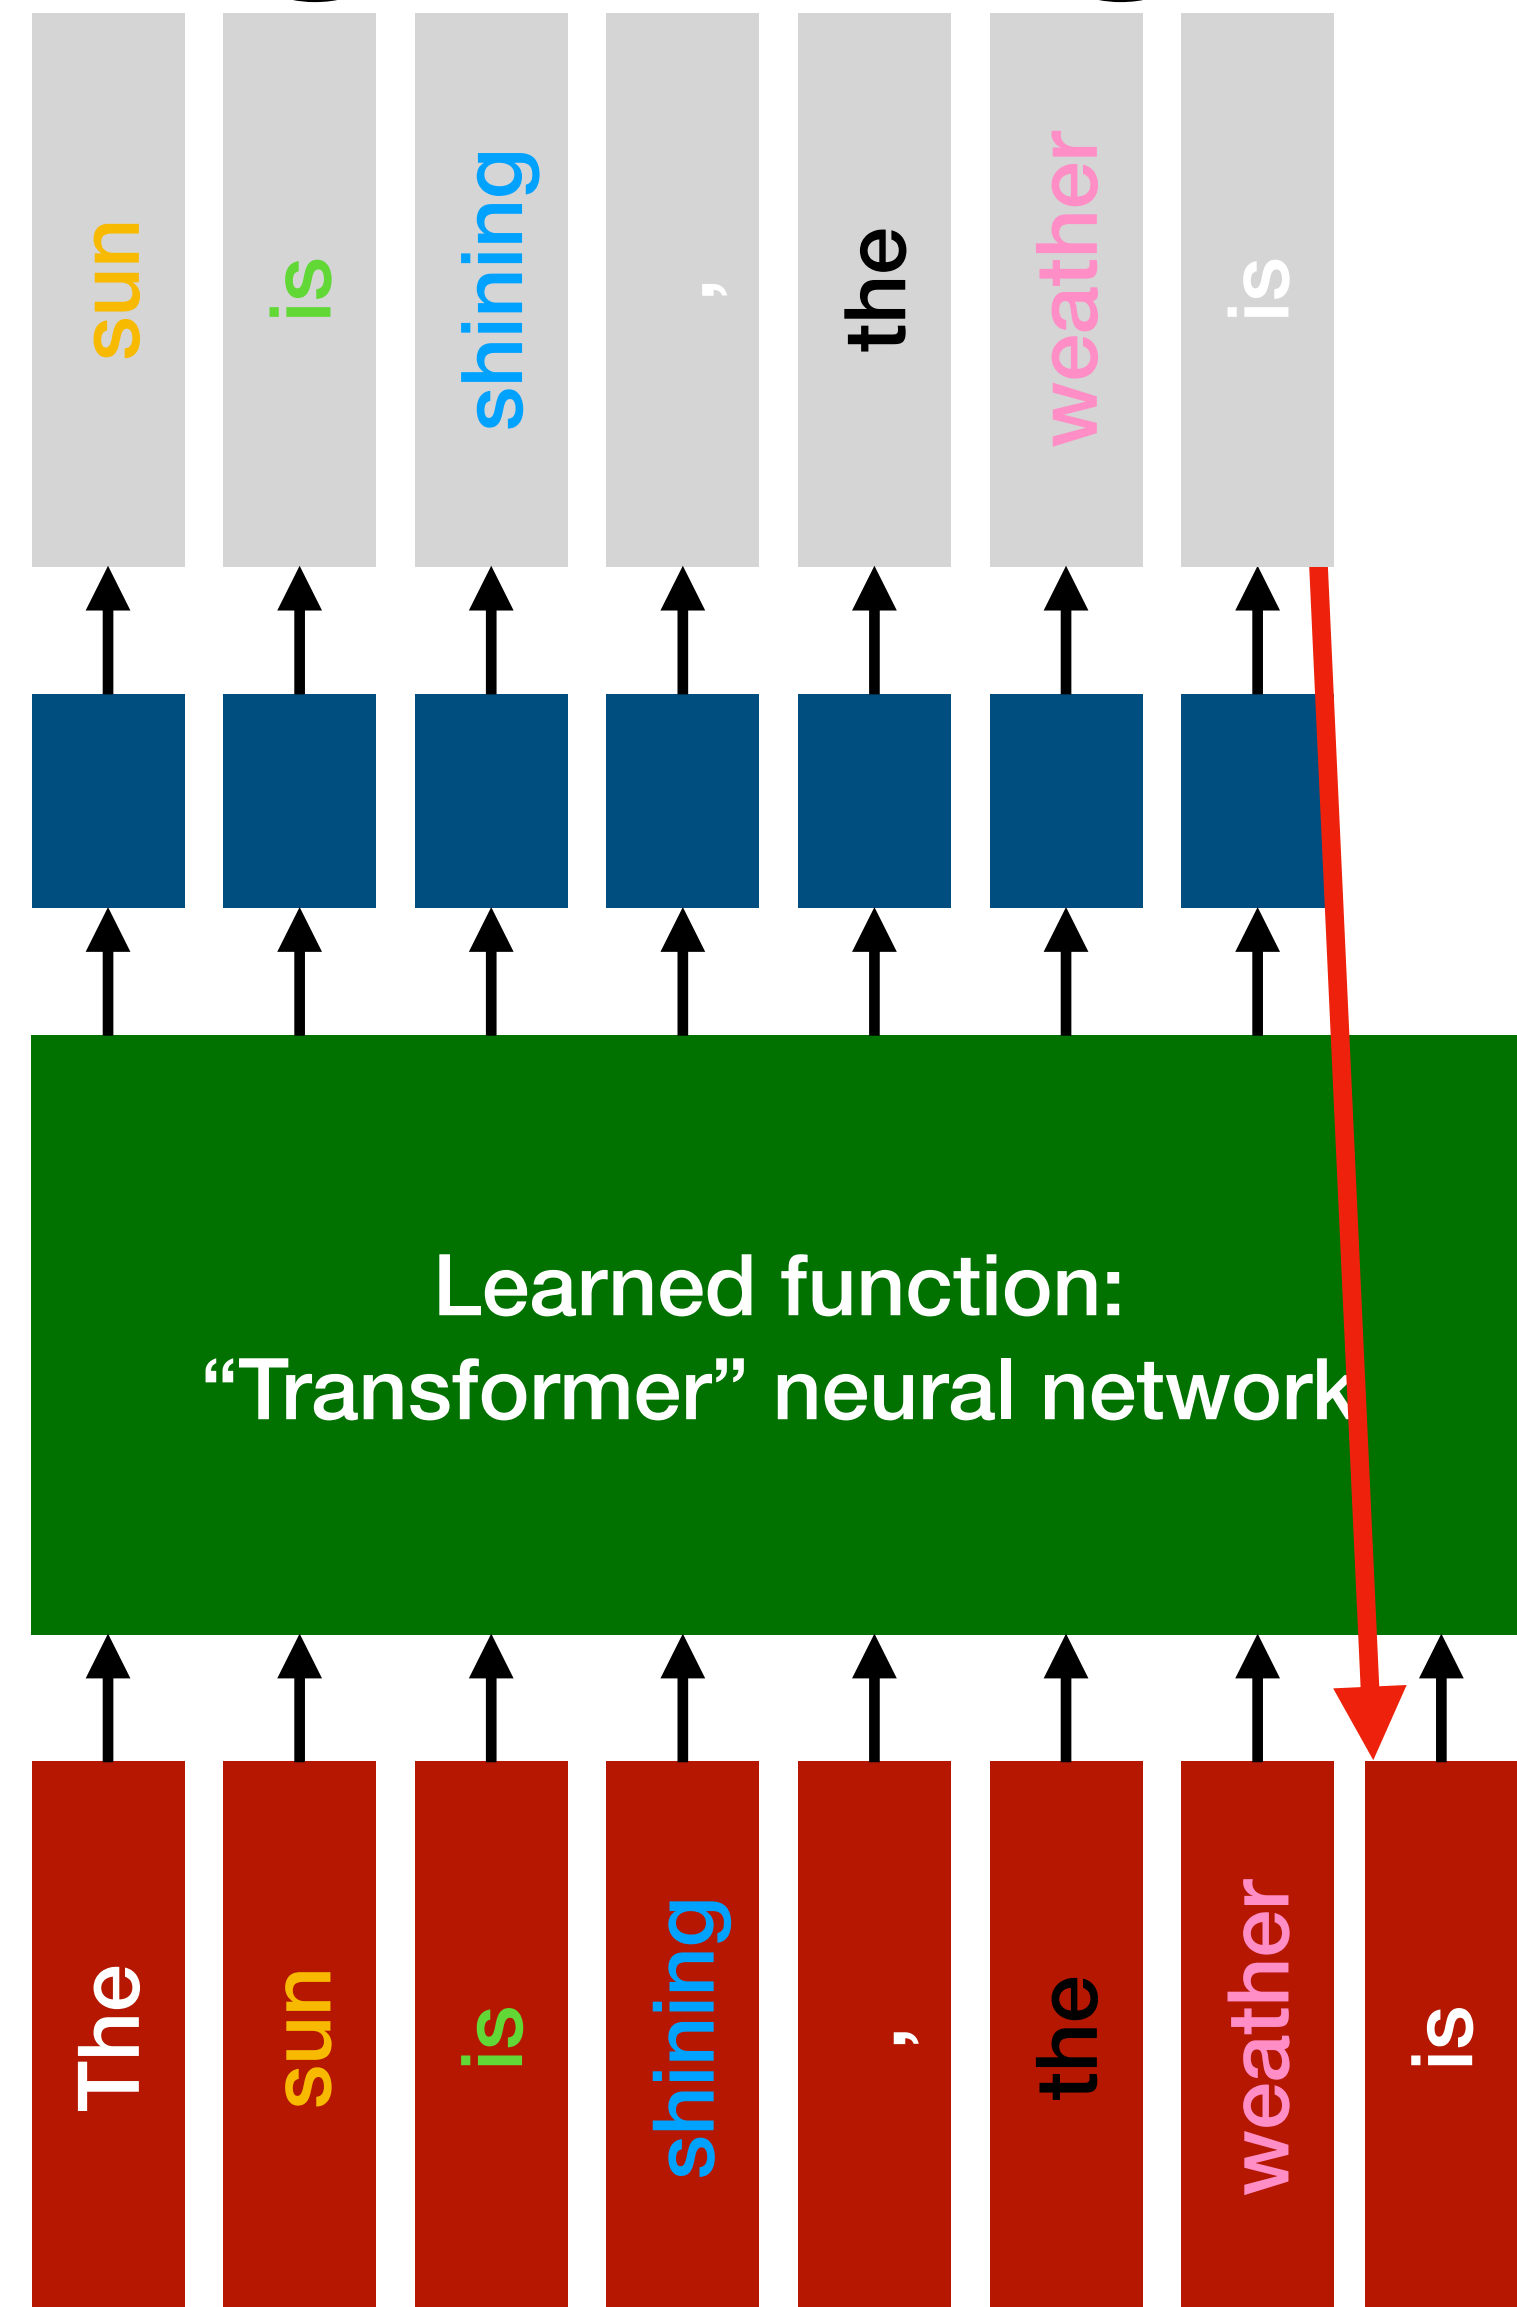 sun
is
shining
,
the
weather
is
Learned function:
“Transformer” neural network
The
sun
is
shining
,
the
weather
is